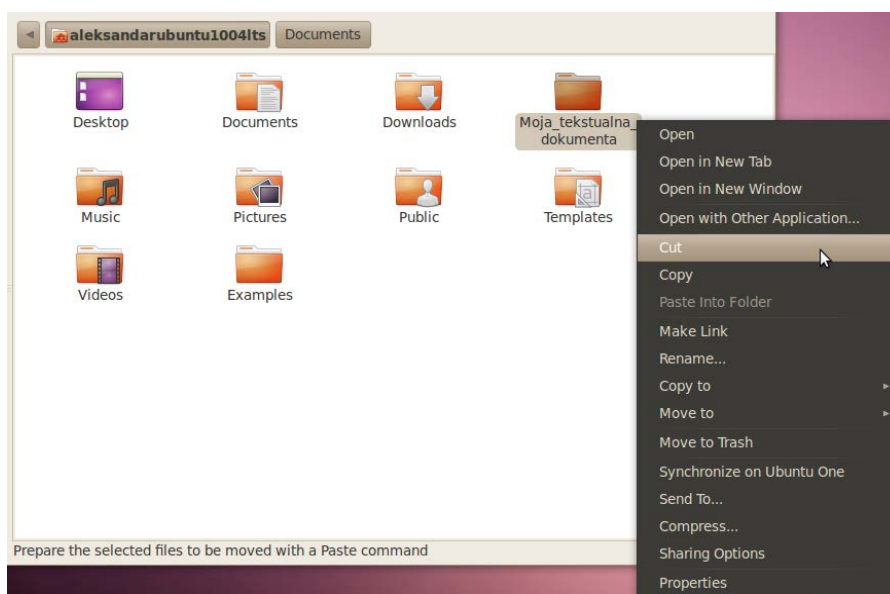 aleksandarubuntu1004lts Documents
Desktop Documents Downloads Moja_tekstualna_
dokumenta
Music Pictures Public Templates
Videos Examples
Open
Open in New Tab
Open in New Window
Open with Other Application...
Cut
Copy
Paste Into Folder
Make Link
Rename...
Copy to
Move to
Move to Trash
Synchronize on Ubuntu One
Send To...
Compress...
Sharing Options
Properties
Prepare the selected files to be moved with a Paste command